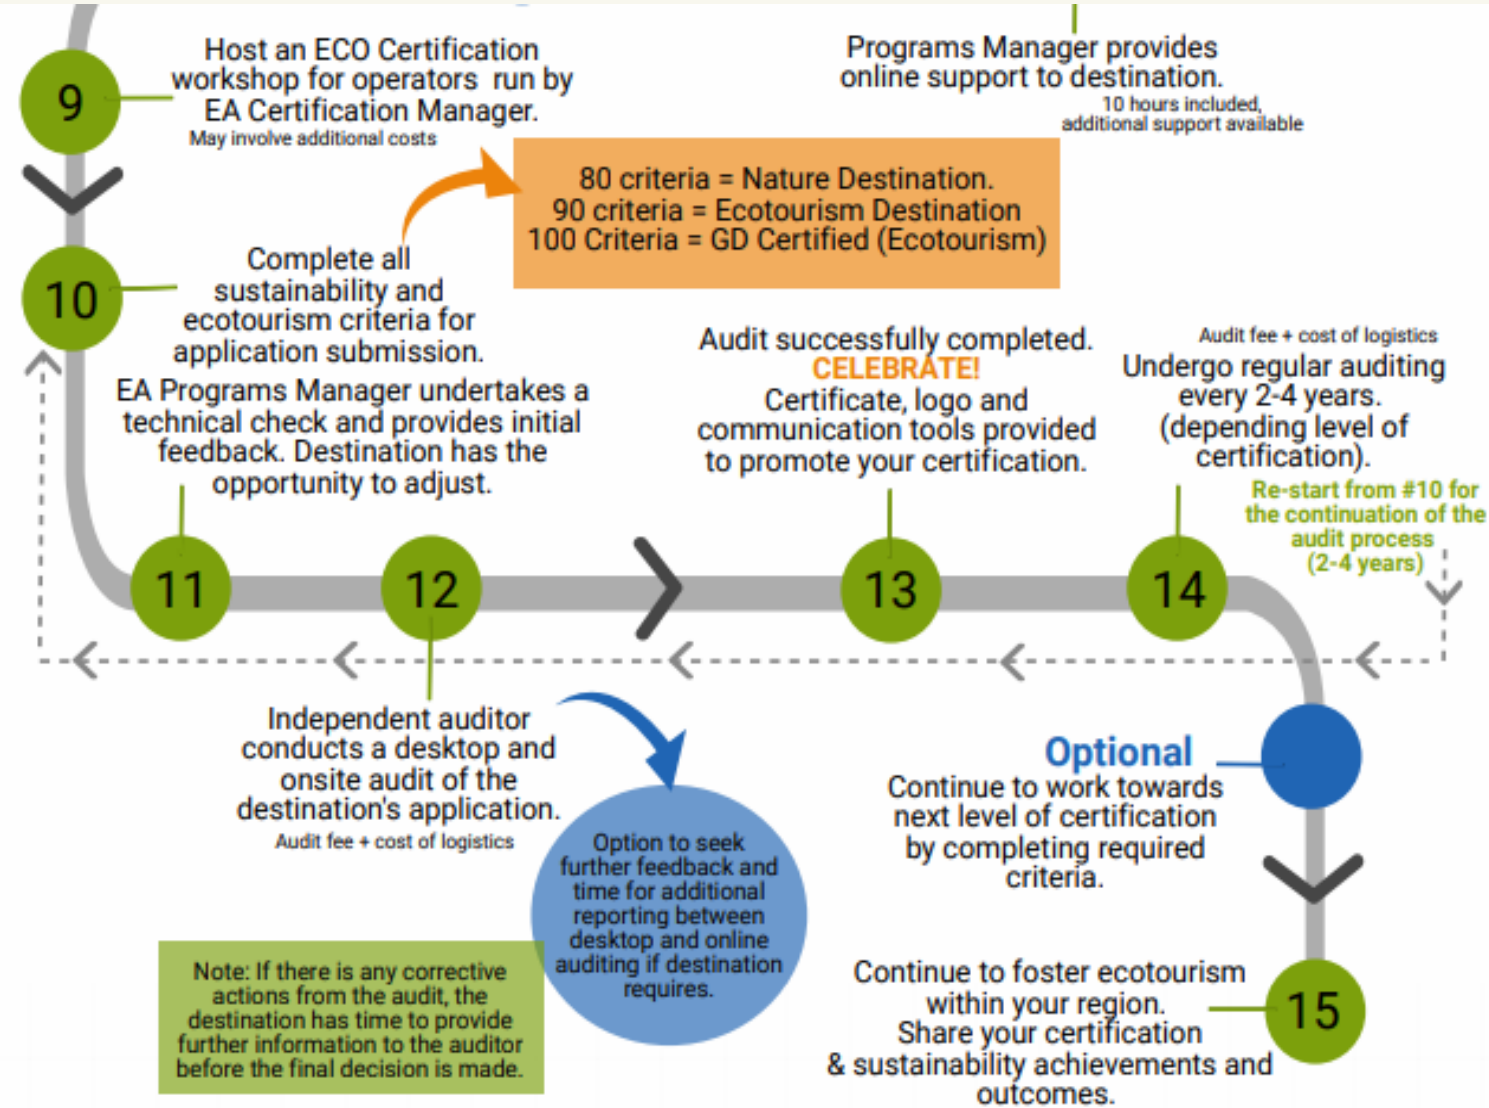 9
Host an ECO Certification
workshop for operators run by
EA Certification Manager.
May involve additional costs
Programs Manager provides
online support to destination.
10 hours included,
additional support available
80 criteria = Nature Destination.
90 criteria = Ecotourism Destination
100 Criteria = GD Certified (Ecotourism)
10
Complete all
sustainability and
ecotourism criteria for
application submission.
EA Programs Manager undertakes a
technical check and provides initial
feedback. Destination has the
opportunity to adjust.
11
12
Independent auditor
conducts a desktop and
onsite audit of the
destination's application.
Audit fee + cost of logistics
Option to seek
further feedback and
time for additional
reporting between
desktop and online
auditing if destination
requires.
Note: If there is any corrective
actions from the audit, the
destination has time to provide
further information to the auditor
before the final decision is made.
Audit successfully completed.
CELEBRATE!
Certificate, logo and
communication tools provided
to promote your certification.
13
Audit fee + cost of logistics
Undergo regular auditing
every 2-4 years.
(depending level of
certification).
Re-start from #10 for
the continuation of the
audit process
(2-4 years)
14
Optional
Continue to work towards
next level of certification
by completing required
criteria.
Continue to foster ecotourism
within your region.
Share your certification
& sustainability achievements and
outcomes.
15